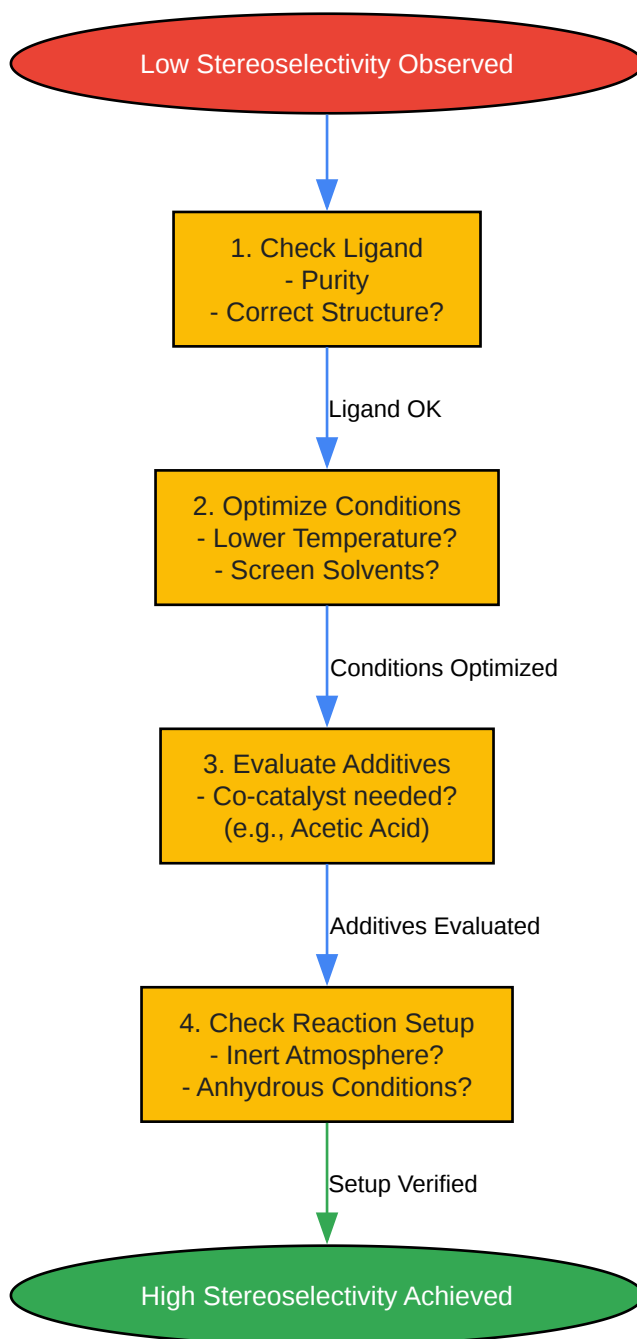 Low Stereoselectivity Observed
1. Check Ligand
- Purity
- Correct Structure?
Ligand OK
2. Optimize Conditions
- Lower Temperature?
- Screen Solvents?
Conditions Optimized
3. Evaluate Additives
- Co-catalyst needed?
(e.g., Acetic Acid)
Additives Evaluated
4. Check Reaction Setup
- Inert Atmosphere?
- Anhydrous Conditions?
Setup Verified
High Stereoselectivity Achieved